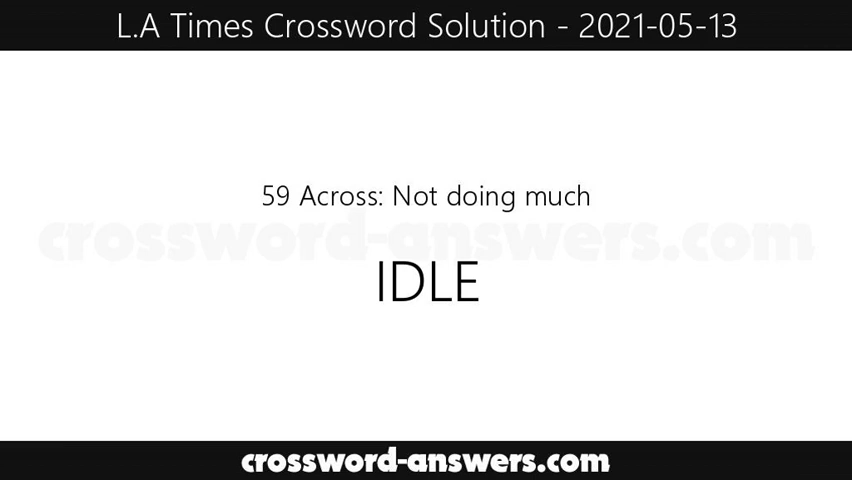 L.A Times Crossword Solution - 2021-05-13
59 Across: Not doing much
crossword-answers.com
IDLE
crossword-answers.com